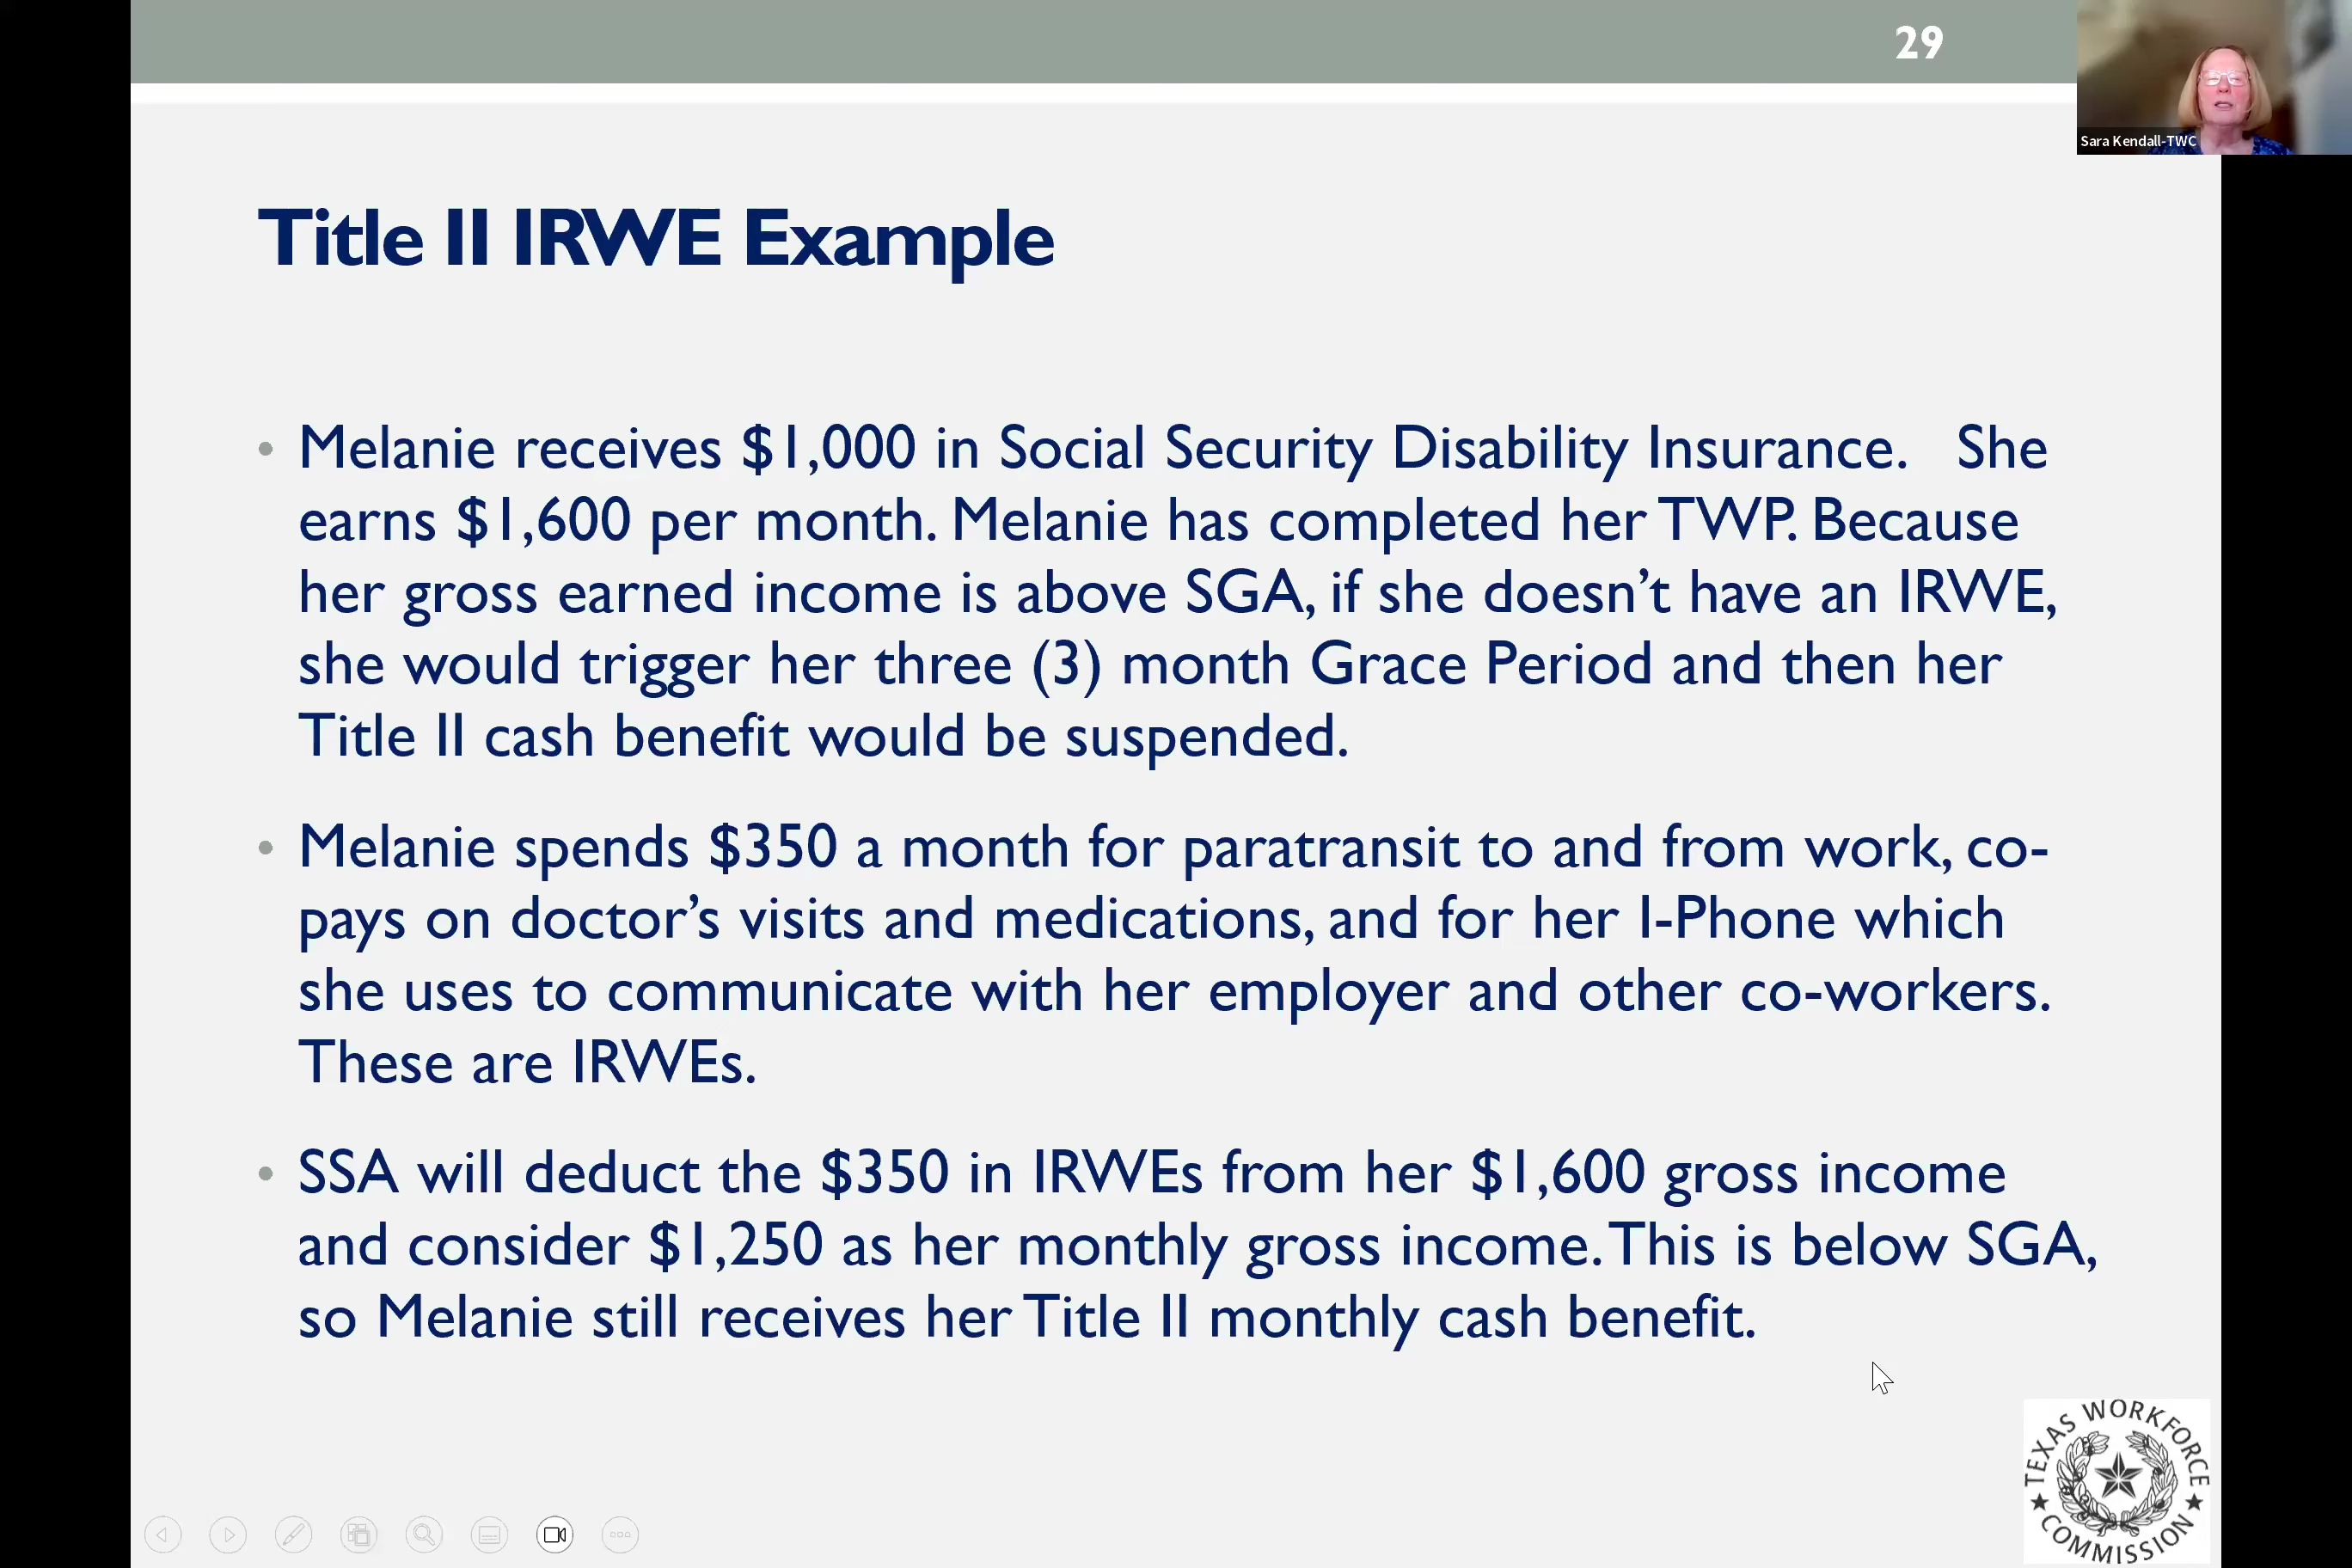 29
Sara Kendall-TWC
Title II IRWE Example
• Melanie receives $1,000 in Social Security Disability Insurance.   She
earns $1,600 per month. Melanie has completed her TWP. Because
her gross earned income is above SGA, if she doesn’t have an IRWE,
she would trigger her three (3) month Grace Period and then her
Title II cash benefit would be suspended.
• Melanie spends $350 a month for paratransit to and from work, co-
pays on doctor’s visits and medications, and for her I-Phone which
she uses to communicate with her employer and other co-workers.
These are IRWEs.
• SSA will deduct the $350 in IRWEs from her $1,600 gross income
and consider $1,250 as her monthly gross income. This is below SGA,
so Melanie still receives her Title II monthly cash benefit.
TEXAS WORKFORCE
COMMISSION